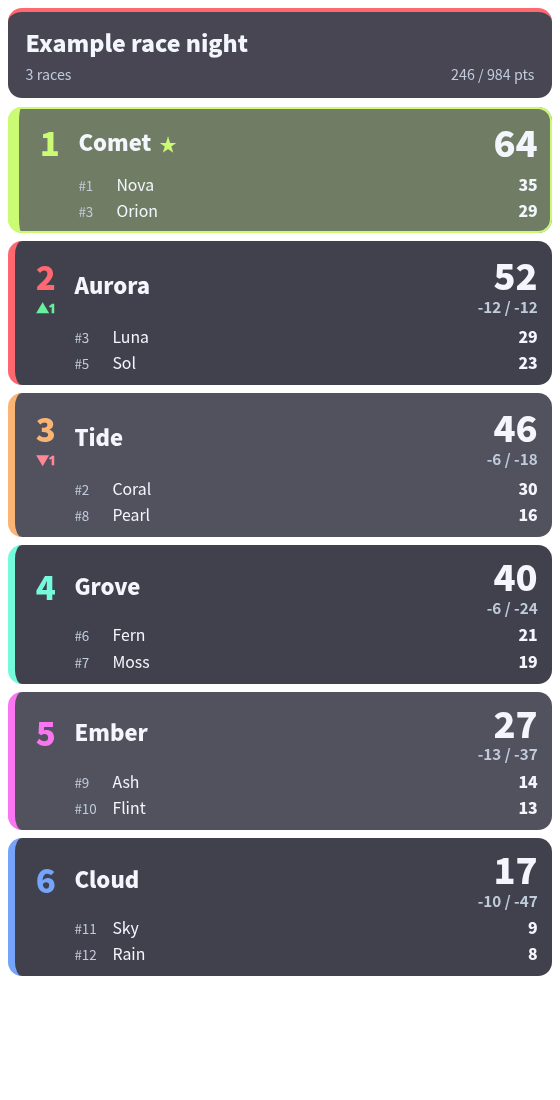 Example race night
3 races 246 / 984 pts
1 Comet ★ 64
#1 Nova 35
#3 Orion 29
2 Aurora 52
▲1 -12 / -12
#3 Luna 29
#5 Sol 23
3 Tide 46
▼1 -6 / -18
#2 Coral 30
#8 Pearl 16
4 Grove 40
-6 / -24
#6 Fern 21
#7 Moss 19
5 Ember 27
-13 / -37
#9 Ash 14
#10 Flint 13
6 Cloud 17
-10 / -47
#11 Sky 9
#12 Rain 8